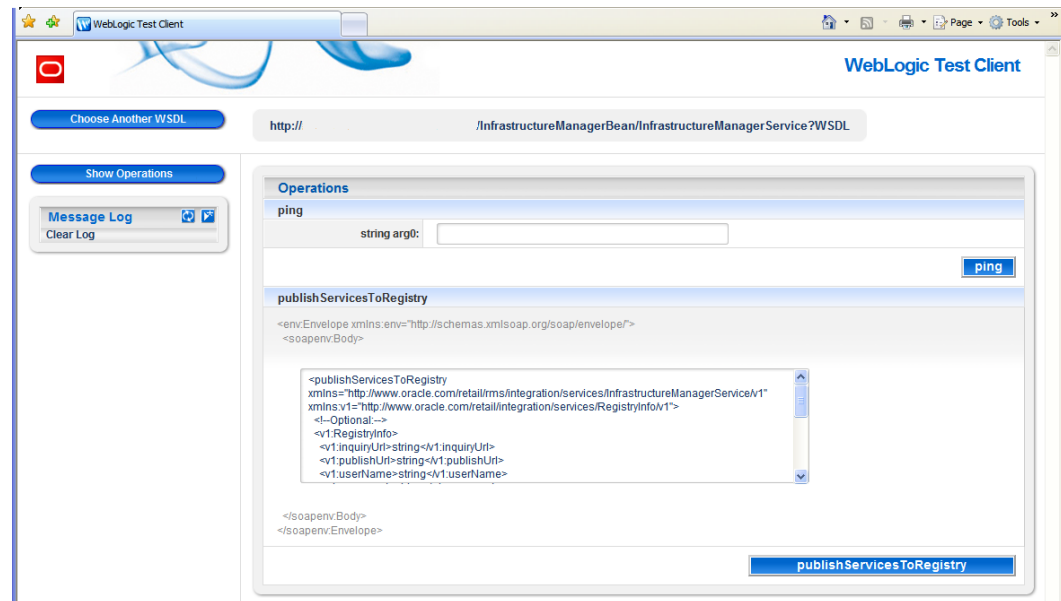 WebLogic Test Client
Page
Tools
»
WebLogic Test Client
Choose Another WSDL
http:// /InfrastructureManagerBean/InfrastructureManagerService?WSDL
Show Operations
Message Log
Clear Log
Operations
ping
string arg0:
ping
publishServicesToRegistry
<env:Envelope xmlns:env="http://schemas.xmlsoap.org/soap/envelope/">
<soapenv:Body>
<publishServicesToRegistry
xmlns="http://www.oracle.com/retail/rms/integration/services/InfrastructureManagerService/v1"
xmlns:v1="http://www.oracle.com/retail/integration/services/RegistryInfo/v1">
<!--Optional:-->
<v1:RegistryInfo>
<v1:inquiryUrl>string</v1:inquiryUrl>
<v1:publishUrl>string</v1:publishUrl>
<v1:userName>string</v1:userName>
</soapenv:Body>
</soapenv:Envelope>
publishServicesToRegistry